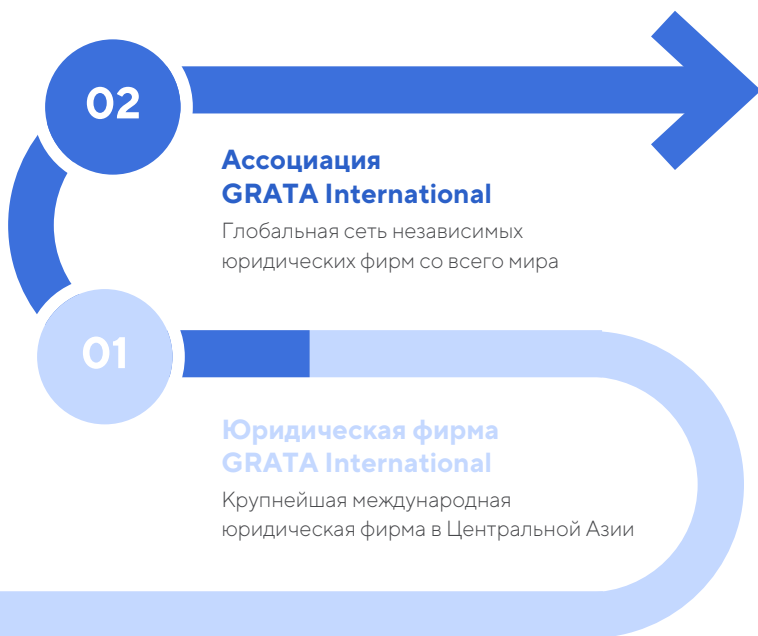 02
Ассоциация
GRATA International
Глобальная сеть независимых
юридических фирм со всего мира
01
Юридическая фирма
GRATA International
Крупнейшая международная
юридическая фирма в Центральной Азии